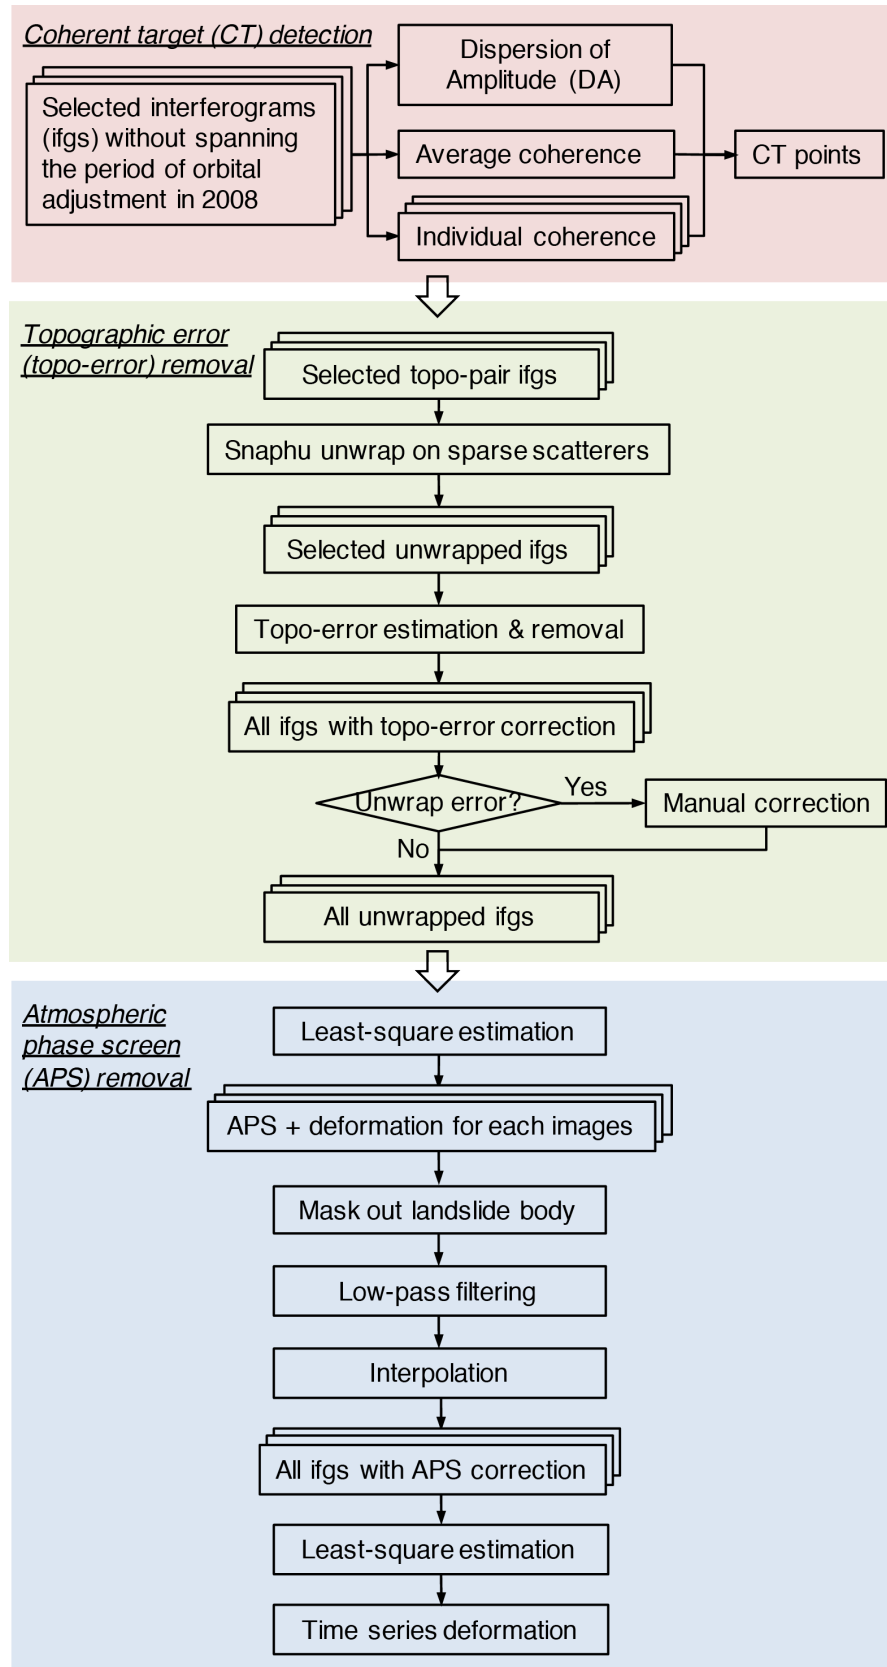 Coherent target (CT) detection
Selected interferograms
(ifgs) without spanning
the period of orbital
adjustment in 2008
Dispersion of
Amplitude (DA)
Average coherence
Individual coherence
CT points
Topographic error
(topo-error) removal
Selected topo-pair ifgs
Snaphu unwrap on sparse scatterers
Selected unwrapped ifgs
Topo-error estimation & removal
All ifgs with topo-error correction
Unwrap error?
Yes
Manual correction
No
All unwrapped ifgs
Atmospheric
phase screen
(APS) removal
Least-square estimation
APS + deformation for each images
Mask out landslide body
Low-pass filtering
Interpolation
All ifgs with APS correction
Least-square estimation
Time series deformation